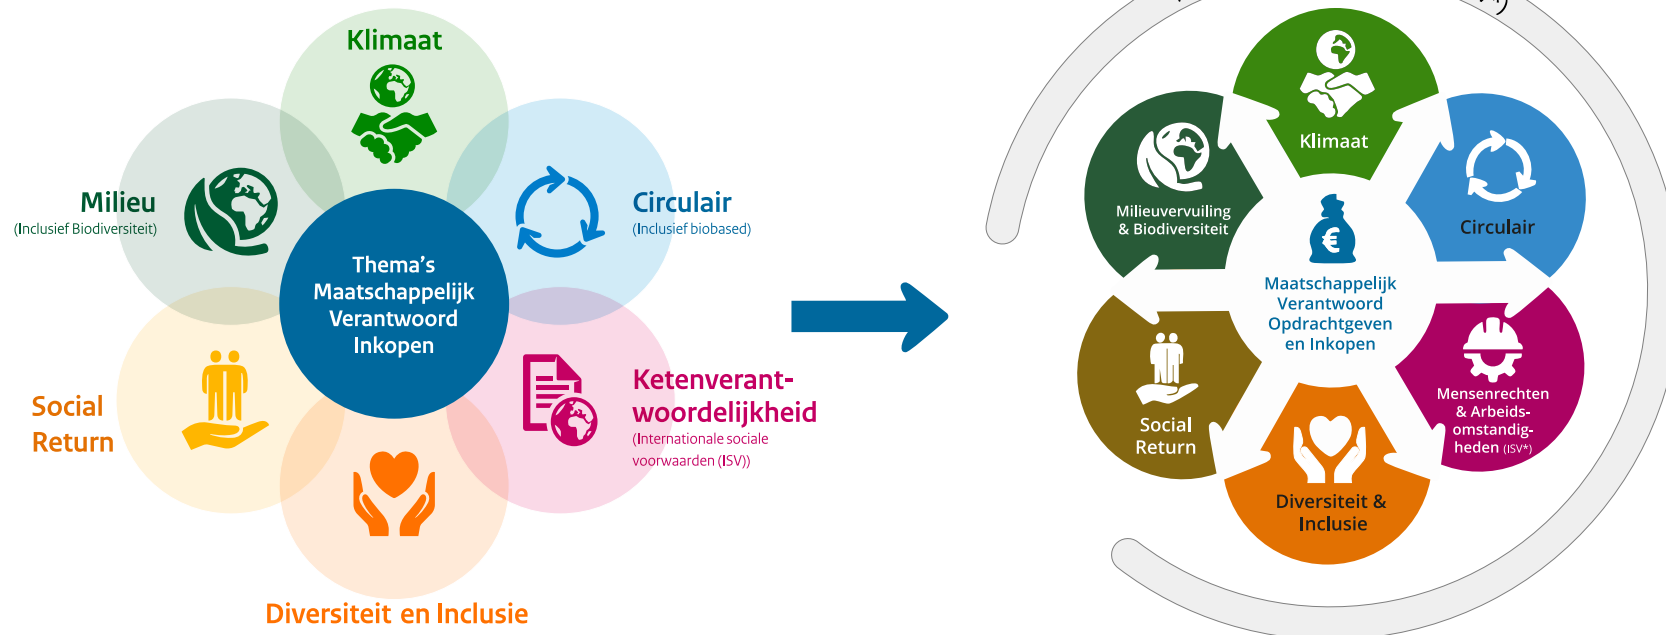 Klimaat
Milieu
(Inclusief Biodiversiteit)
Circulair
(Inclusief biobased)
Thema's
Maatschappelijk
Verantwoord
Inkopen
Ketenverant-
woordelijkheid
(Internationale sociale
voorwaarden (ISV))
Social
Return
Diversiteit en Inclusie
Klimaat
Milieuvervuiling
& Biodiversiteit
Circulair
€
Maatschappelijk
Verantwoord
Opdrachtgeven
en Inkopen
Mensenrechten
& Arbeids-
omstandig-
heden (ISV*)
Social
Return
Diversiteit &
Inclusie